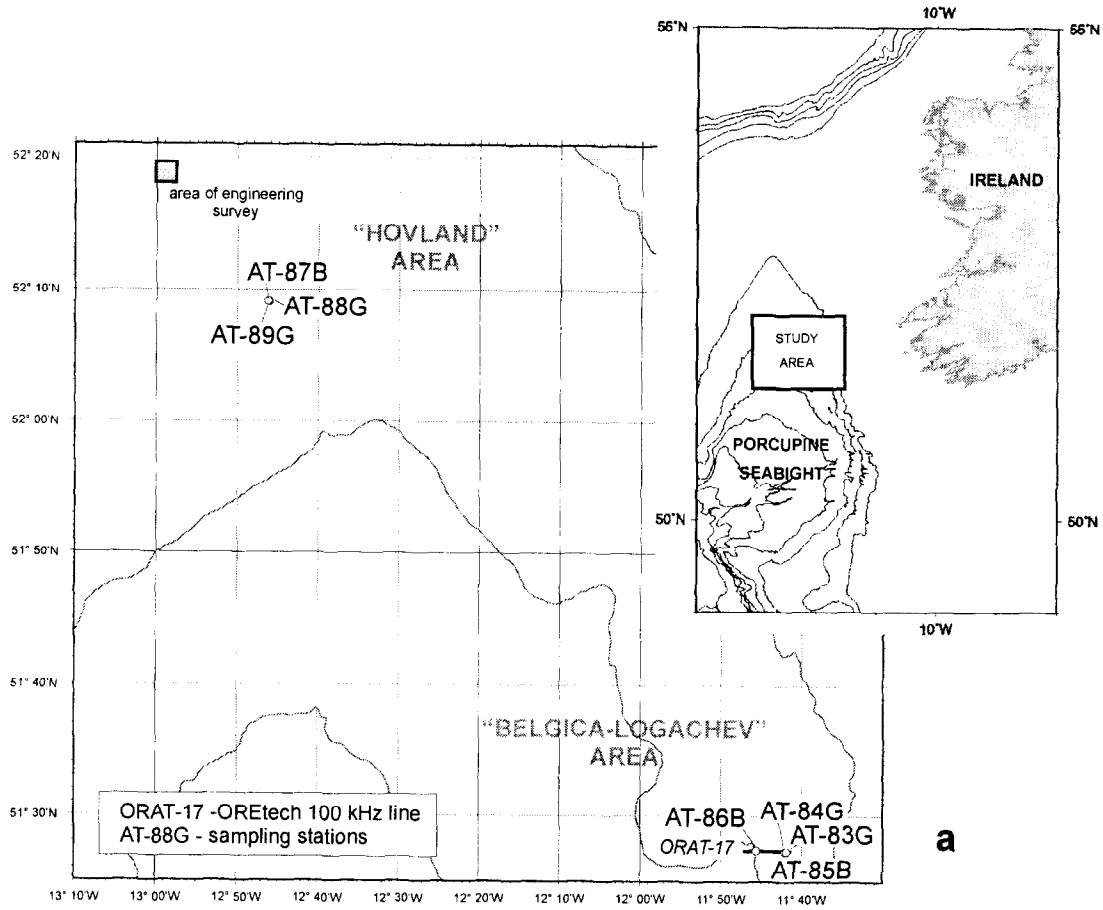 10°W
55°N
55°N
IRELAND
STUDY
AREA
PORCUPINE
SEABIGHT
50°N
50°N
10°W
52° 20'N
52° 10'N
52° 00'N
51° 50'N
51° 40'N
51° 30'N
area of engineering
survey
“HOVLAND”
AREA
AT-87B
AT-88G
AT-89G
“BELGICA-LOGACHEV”
AREA
AT-86B
AT-84G
ORAT-17
AT-83G
AT-85B
ORAT-17 -OREtech 100 kHz line
AT-88G - sampling stations
a
13° 10'W
13° 00'W
12° 50'W
12° 40'W
12° 30'W
12° 20'W
12° 10'W
12° 00'W
11° 50'W
11° 40'W